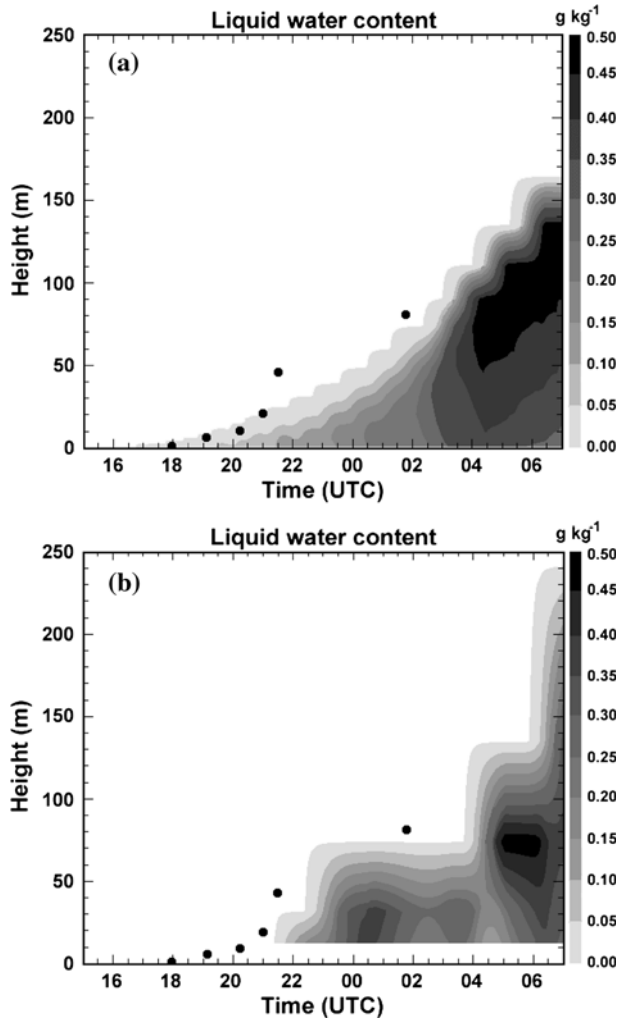 Liquid water content
g kg-1
(a)
250
200
150
100
50
0
Height (m)
16 18 20 22 00 02 04 06
Time (UTC)
0.50
0.45
0.40
0.35
0.30
0.25
0.20
0.15
0.10
0.05
0.00
Liquid water content
g kg-1
(b)
250
200
150
100
50
0
Height (m)
16 18 20 22 00 02 04 06
Time (UTC)
0.50
0.45
0.40
0.35
0.30
0.25
0.20
0.15
0.10
0.05
0.00